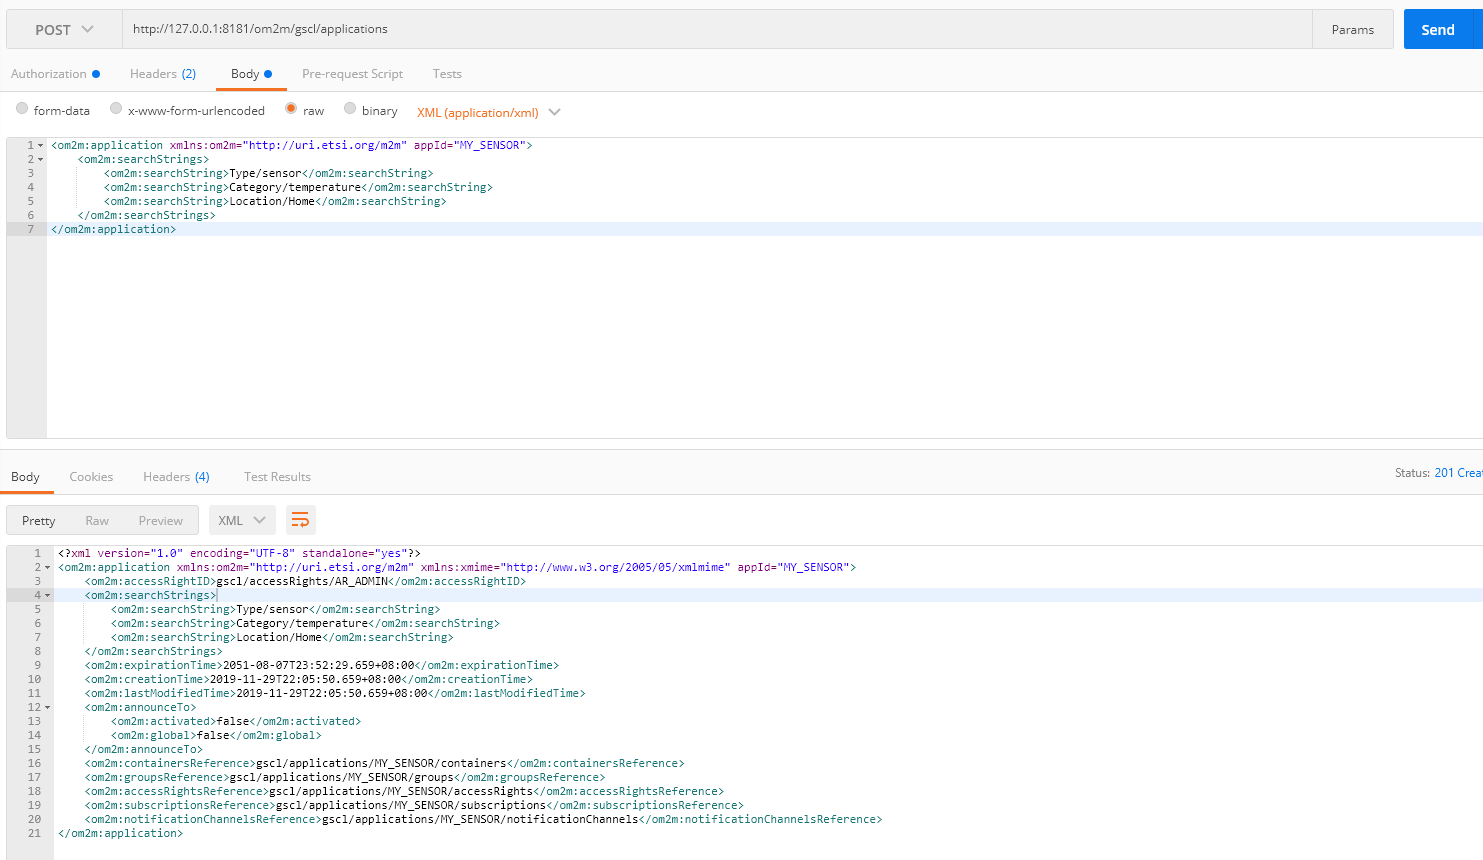 POST http://127.0.0.1:8181/om2m/gscl/applications Params Send
Authorization Headers (2) Body Pre-request Script Tests
form-data x-www-form-urlencoded raw binary XML (application/xml)
1 <om2m:application xmlns:om2m="http://uri.etsi.org/m2m" appId="MY_SENSOR">
2 <om2m:searchStrings>
3 <om2m:searchString>Type/sensor</om2m:searchString>
4 <om2m:searchString>Category/temperature</om2m:searchString>
5 <om2m:searchString>Location/Home</om2m:searchString>
6 </om2m:searchStrings>
7 </om2m:application>
Body Cookies Headers (4) Test Results Status: 201 Crea
Pretty Raw Preview XML
1 <?xml version="1.0" encoding="UTF-8" standalone="yes"?>
2 <om2m:application xmlns:om2m="http://uri.etsi.org/m2m" xmlns:xmime="http://www.w3.org/2005/05/xmlmime" appId="MY_SENSOR">
3 <om2m:accessRightID>gscl/accessRights/AR_ADMIN</om2m:accessRightID>
4 <om2m:searchStrings>
5 <om2m:searchString>Type/sensor</om2m:searchString>
6 <om2m:searchString>Category/temperature</om2m:searchString>
7 <om2m:searchString>Location/Home</om2m:searchString>
8 </om2m:searchStrings>
9 <om2m:expirationTime>2051-08-07T23:52:29.659+08:00</om2m:expirationTime>
10 <om2m:creationTime>2019-11-29T22:05:50.659+08:00</om2m:creationTime>
11 <om2m:lastModifiedTime>2019-11-29T22:05:50.659+08:00</om2m:lastModifiedTime>
12 <om2m:announceTo>
13 <om2m:activated>false</om2m:activated>
14 <om2m:global>false</om2m:global>
15 </om2m:announceTo>
16 <om2m:containersReference>gscl/applications/MY_SENSOR/containers</om2m:containersReference>
17 <om2m:groupsReference>gscl/applications/MY_SENSOR/groups</om2m:groupsReference>
18 <om2m:accessRightsReference>gscl/applications/MY_SENSOR/accessRights</om2m:accessRightsReference>
19 <om2m:subscriptionsReference>gscl/applications/MY_SENSOR/subscriptions</om2m:subscriptionsReference>
20 <om2m:notificationChannelsReference>gscl/applications/MY_SENSOR/notificationChannels</om2m:notificationChannelsReference>
21 </om2m:application>